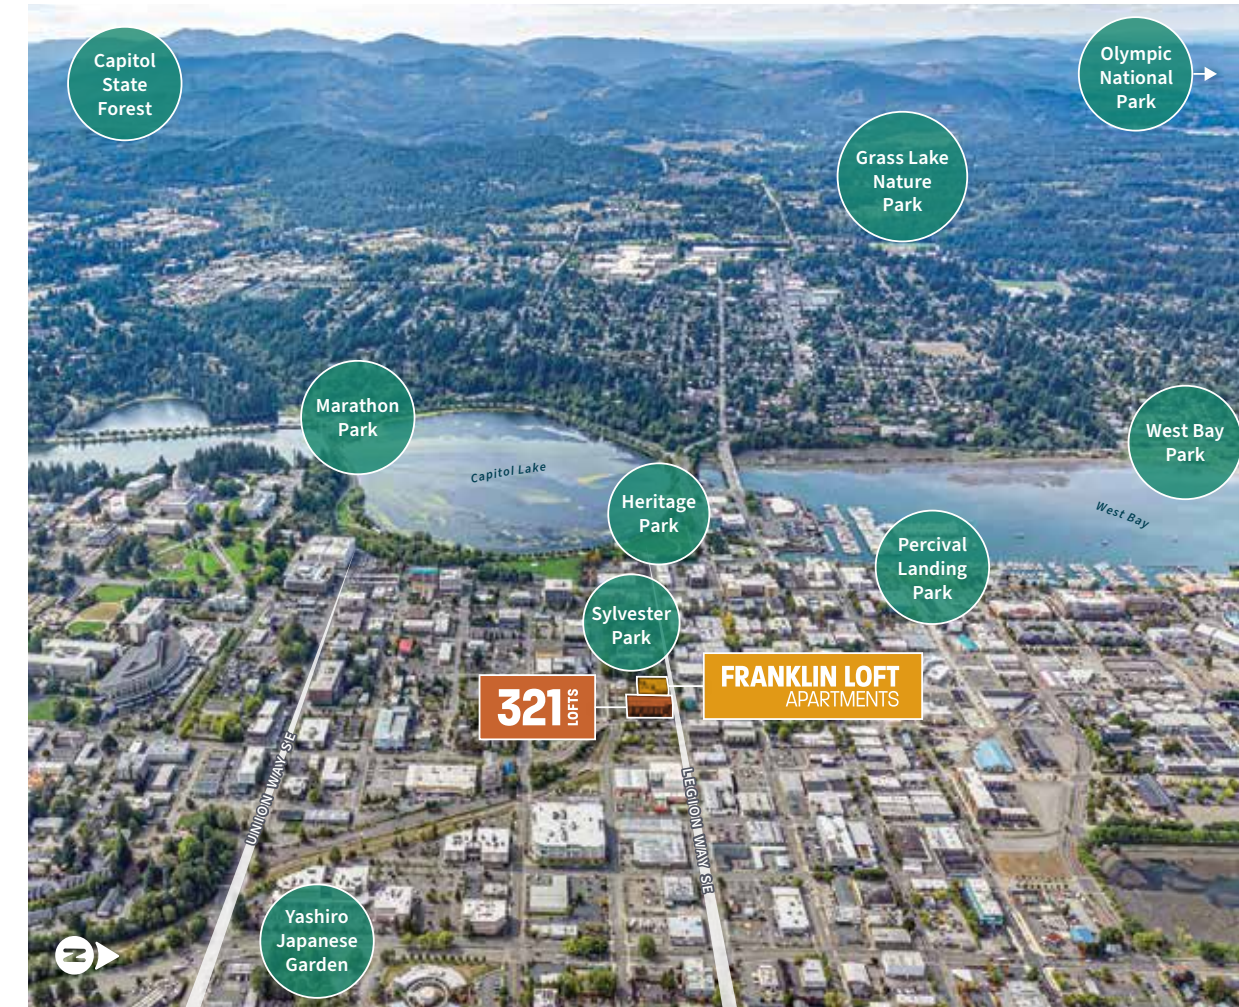 Capitol
State
Forest
Olympic
National
Park
Grass Lake
Nature
Park
Marathon
Park
West Bay
Park
Capitol Lake
Heritage
Park
West Bay
Percival
Landing
Park
Sylvester
Park
FRANKLIN LOFT
APARTMENTS
321
LOFTS
UNION WAY SE
LEGION WAY SE
Yashiro
Japanese
Garden
N